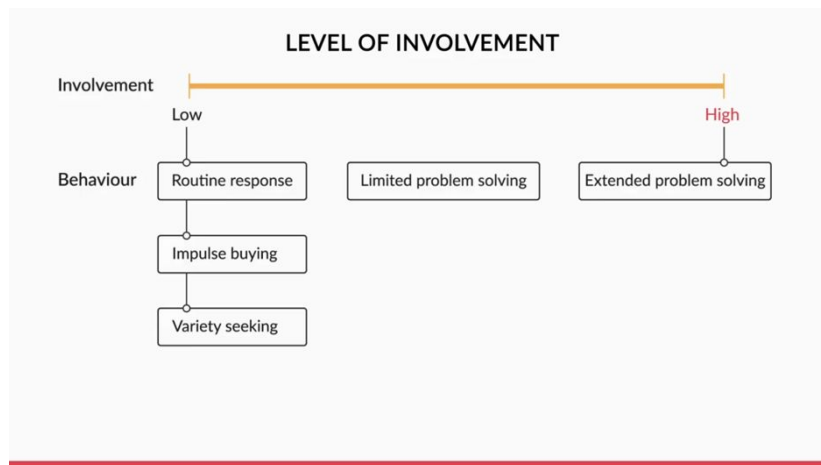 LEVEL OF INVOLVEMENT
Involvement
Low
High
Behaviour
Routine response
Limited problem solving
Extended problem solving
Impulse buying
Variety seeking